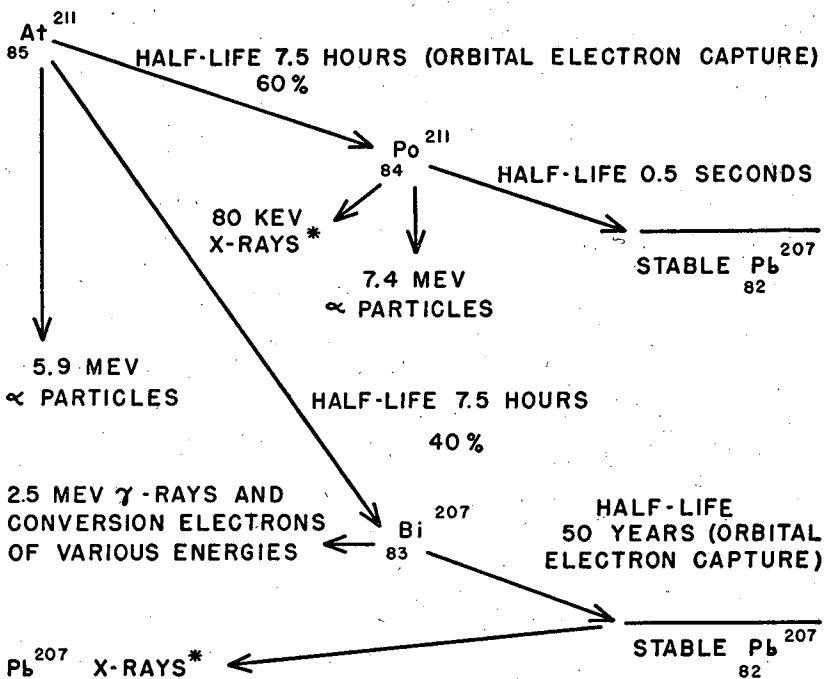 85 At 211
HALF-LIFE 7.5 HOURS (ORBITAL ELECTRON CAPTURE)
60%
84 Po 211
HALF-LIFE 0.5 SECONDS
80 KEV
X-RAYS*
STABLE 82 Pb 207
7.4 MEV
α PARTICLES
5.9 MEV
α PARTICLES
HALF-LIFE 7.5 HOURS
40%
2.5 MEV γ-RAYS AND
CONVERSION ELECTRONS
OF VARIOUS ENERGIES
83 Bi 207
HALF-LIFE
50 YEARS (ORBITAL
ELECTRON CAPTURE)
STABLE 82 Pb 207
Pb 207 X-RAYS*